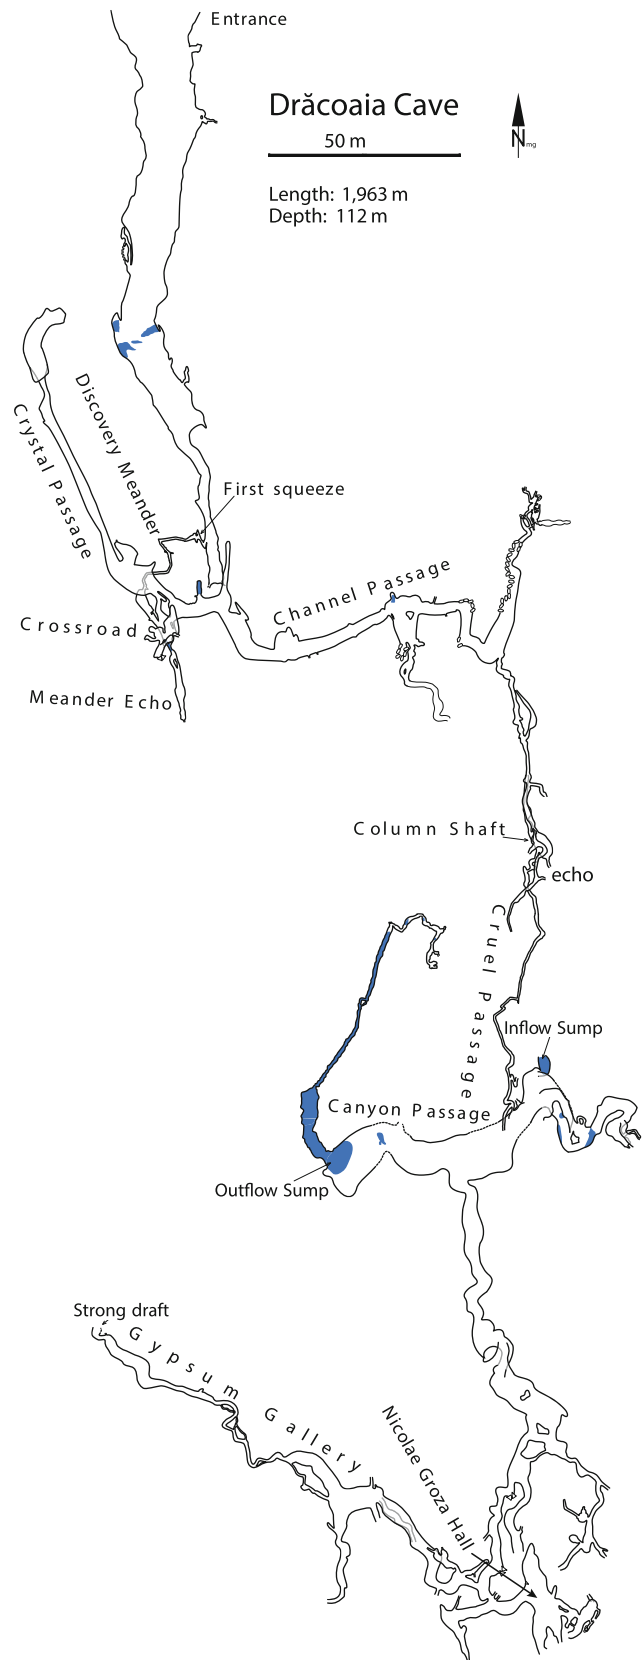 Entrance
Drăcoaia Cave
50 m
N mg
Length: 1,963 m
Depth: 112 m
Discovery Meander
Crystal Passage
First squeeze
Channel Passage
Crossroad
Meander Echo
Column Shaft
echo
Cruel Passage
Inflow Sump
Canyon Passage
Outflow Sump
Strong draft
Gypsum Gallery
Nicolae Groza Hall